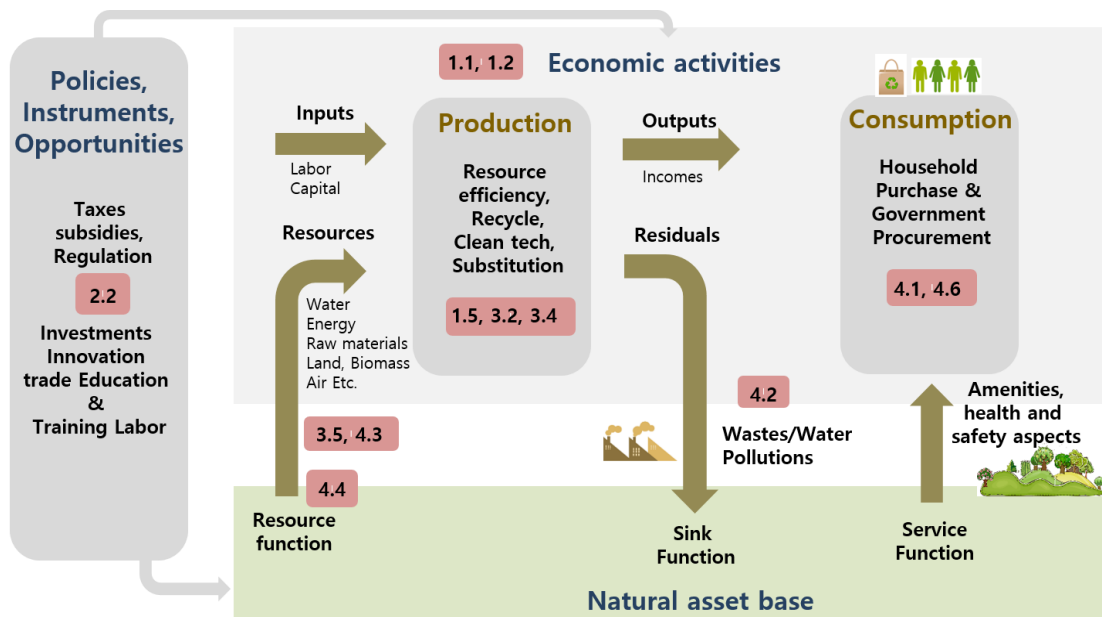 Policies,
Instruments,
Opportunities
Taxes
subsidies,
Regulation
2.2
Investments
Innovation
trade Education
&
Training Labor
1.1, 1.2
Economic activities
Inputs
Labor
Capital
Resources
Water
Energy
Raw materials
Land, Biomass
Air Etc.
3.5, 4.3
4.4
Resource
function
Production
Resource
efficiency,
Recycle,
Clean tech,
Substitution
1.5, 3.2, 3.4
Outputs
Incomes
Residuals
4.2
Wastes/Water
Pollutions
Sink
Function
Consumption
Household
Purchase &
Government
Procurement
4.1, 4.6
Amenities,
health and
safety aspects
Service
Function
Natural asset base